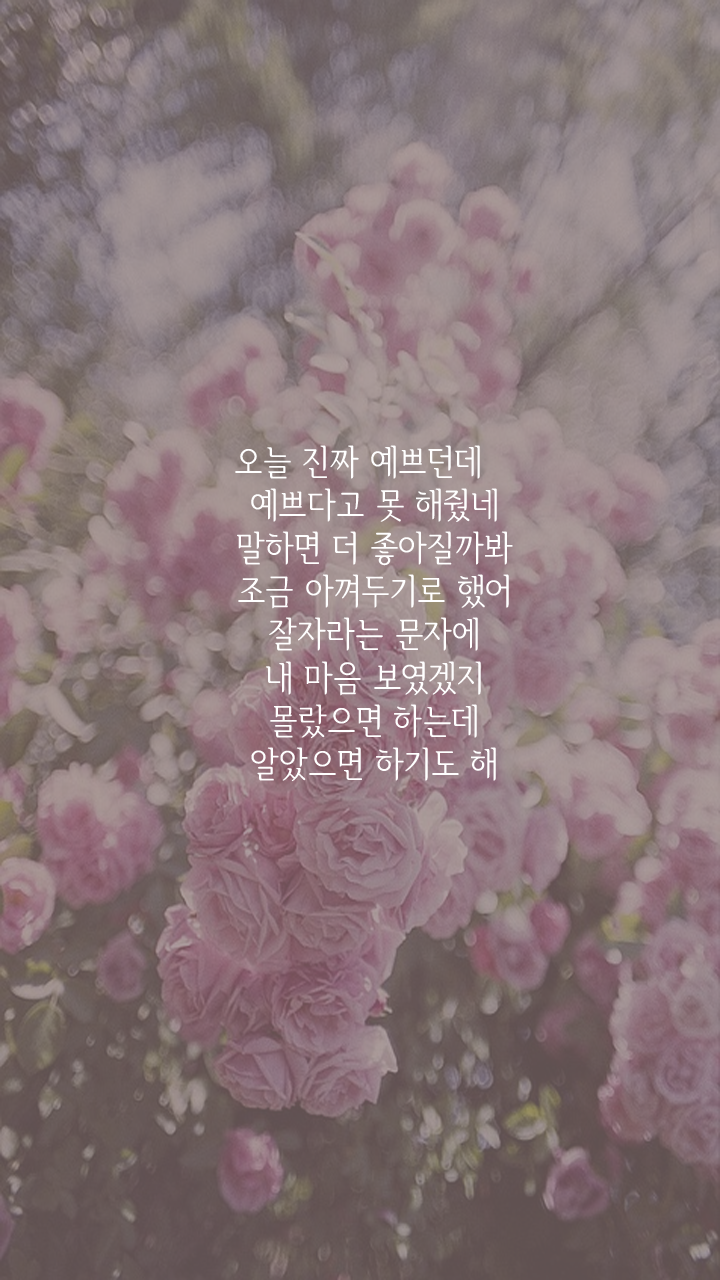 오늘 진짜 예쁘던데
예쁘다고 못 해줬네
말하면 더 좋아질까봐
조금 아껴두기로 했어
잘자라는 문자에
내 마음 보였겠지
몰랐으면 하는데
알았으면 하기도 해